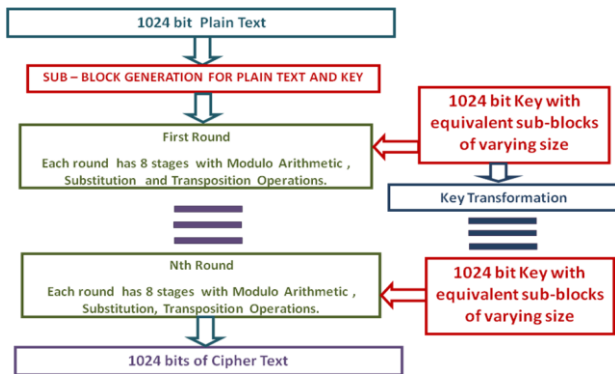 1024 bit Plain Text
SUB – BLOCK GENERATION FOR PLAIN TEXT AND KEY
First Round
Each round has 8 stages with Modulo Arithmetic ,
Substitution and Transposition Operations.
1024 bit Key with
equivalent sub-blocks
of varying size
Key Transformation
Nth Round
Each round has 8 stages with Modulo Arithmetic ,
Substitution, Transposition Operations.
1024 bit Key with
equivalent sub-blocks
of varying size
1024 bits of Cipher Text